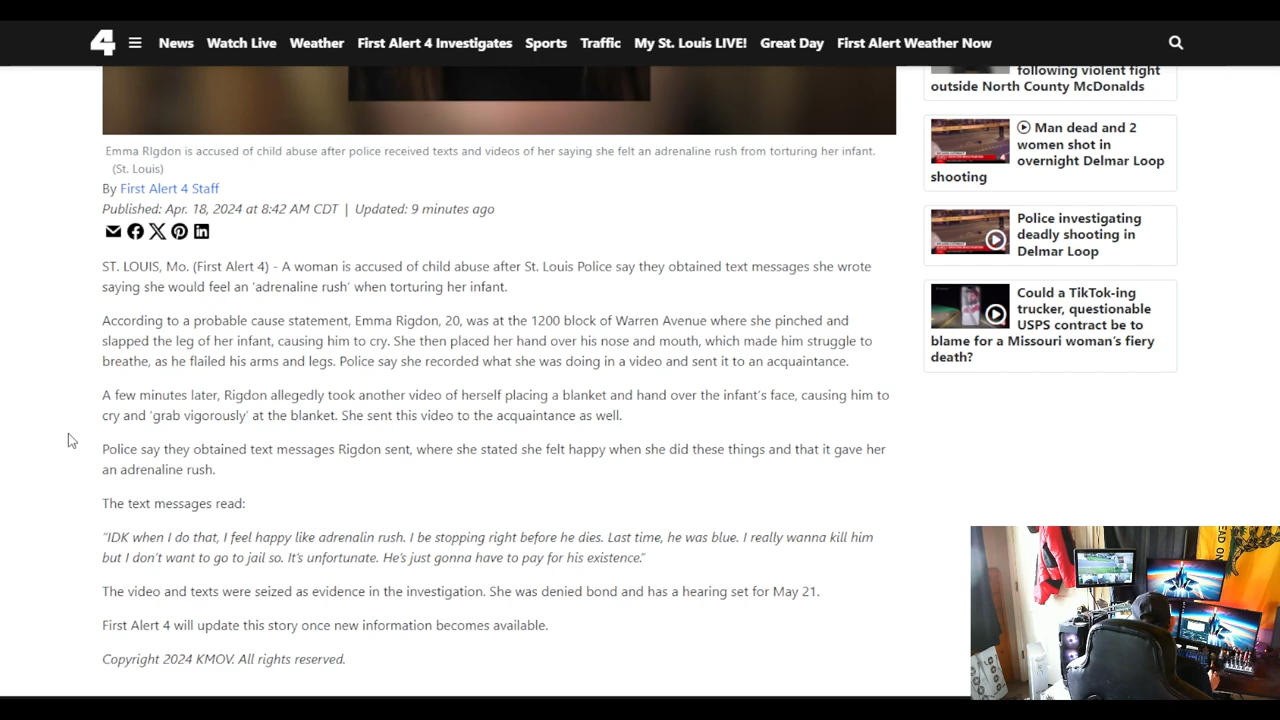 4 ☰ News Watch Live Weather First Alert 4 Investigates Sports Traffic My St. Louis LIVE! Great Day First Alert Weather Now
Emma RIgdon is accused of child abuse after police received texts and videos of her saying she felt an adrenaline rush from torturing her infant.
(St. Louis)
By First Alert 4 Staff
Published: Apr. 18, 2024 at 8:42 AM CDT | Updated: 9 minutes ago
ST. LOUIS, Mo. (First Alert 4) - A woman is accused of child abuse after St. Louis Police say they obtained text messages she wrote
saying she would feel an ‘adrenaline rush’ when torturing her infant.
According to a probable cause statement, Emma Rigdon, 20, was at the 1200 block of Warren Avenue where she pinched and
slapped the leg of her infant, causing him to cry. She then placed her hand over his nose and mouth, which made him struggle to
breathe, as he flailed his arms and legs. Police say she recorded what she was doing in a video and sent it to an acquaintance.
A few minutes later, Rigdon allegedly took another video of herself placing a blanket and hand over the infant’s face, causing him to
cry and ‘grab vigorously’ at the blanket. She sent this video to the acquaintance as well.
Police say they obtained text messages Rigdon sent, where she stated she felt happy when she did these things and that it gave her
an adrenaline rush.
The text messages read:
“IDK when I do that, I feel happy like adrenalin rush. I be stopping right before he dies. Last time, he was blue. I really wanna kill him
but I don’t want to go to jail so. It’s unfortunate. He’s just gonna have to pay for his existence.”
The video and texts were seized as evidence in the investigation. She was denied bond and has a hearing set for May 21.
First Alert 4 will update this story once new information becomes available.
Copyright 2024 KMOV. All rights reserved.
following violent fight
outside North County McDonalds
Man dead and 2
women shot in
overnight Delmar Loop
shooting
Police investigating
deadly shooting in
Delmar Loop
Could a TikTok-ing
trucker, questionable
USPS contract be to
blame for a Missouri woman’s fiery
death?